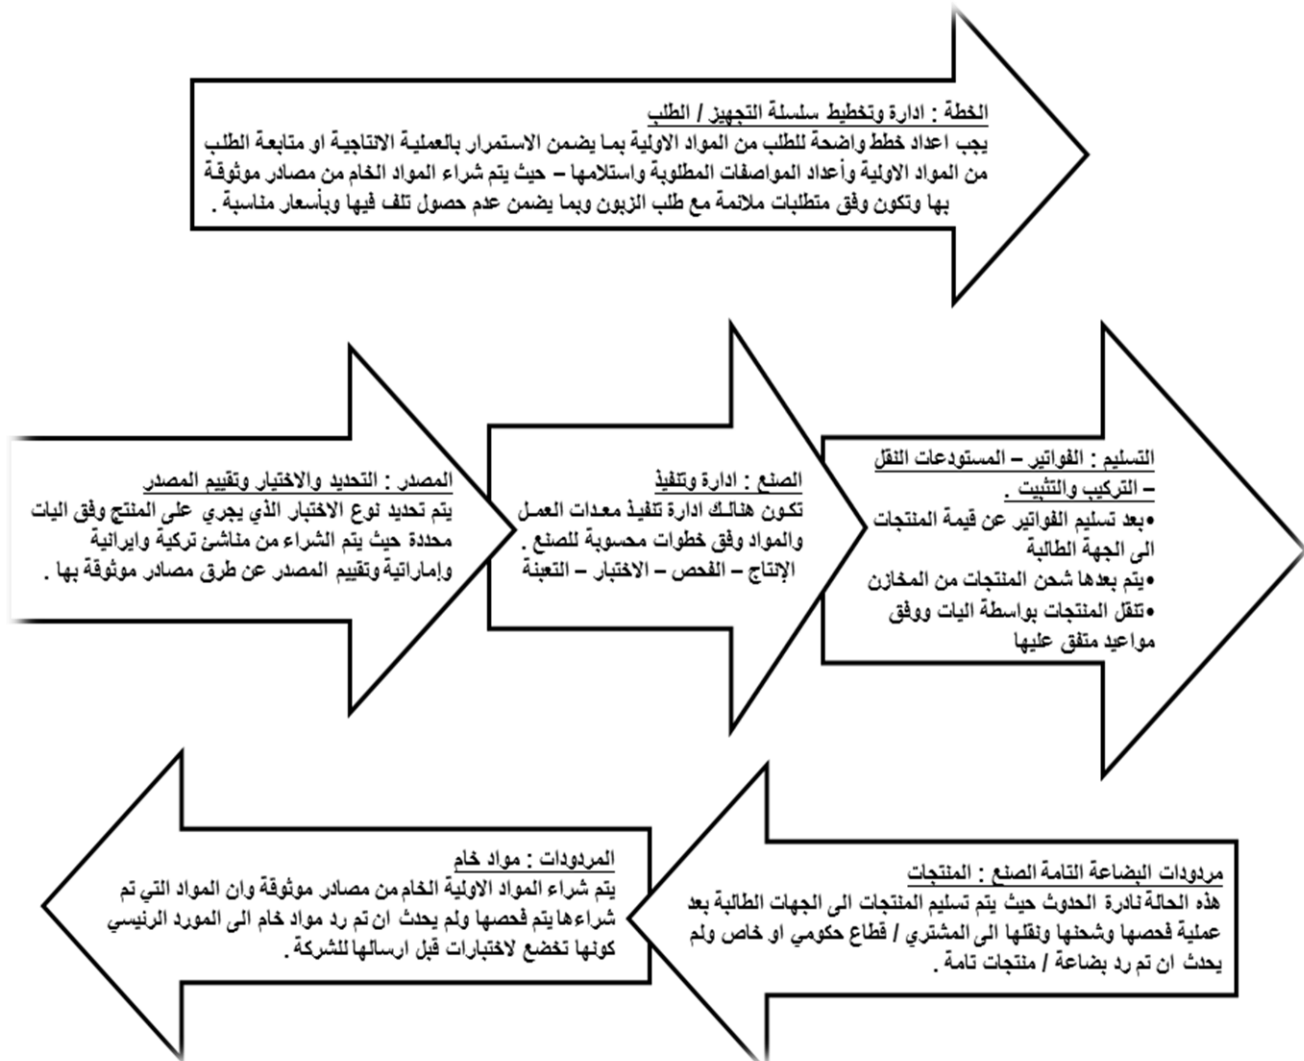 الخطة : ادارة وتخطيط سلسلة التجهيز / الطلب
يجب اعداد خطط واضحة للطلب من المواد الاولية بما يضمن الاستمرار بالعملية الانتاجية او متابعة الطلب
من المواد الاولية وأعداد المواصفات المطلوبة واستلامها – حيث يتم شراء المواد الخام من مصادر موثوقة
بها وتكون وفق متطلبات ملائمة مع طلب الزبون وبما يضمن عدم حصول تلف فيها وبأسعار مناسبة .
المصدر : التحديد والاختيار وتقييم المصدر
يتم تحديد نوع الاختبار الذي يجري على المنتج وفق اليات
محددة حيث يتم الشراء من مناشئ تركية وايرانية
وإماراتية وتقييم المصدر عن طرق مصادر موثوقة بها .
الصنع : ادارة وتنفيذ
تكون هنالك ادارة تنفيذ معدات العمل
والمواد وفق خطوات محسوبة للصنع .
الإنتاج – الفحص – الاختبار – التعبئة
التسليم : الفواتير – المستودعات النقل
– التركيب والتثبيت .
•بعد تسليم الفواتير عن قيمة المنتجات
الى الجهة الطالبة
•يتم بعدها شحن المنتجات من المخازن
•تنقل المنتجات بواسطة اليات ووفق
مواعيد متفق عليها
مردودات البضاعة التامة الصنع : المنتجات
هذه الحالة نادرة الحدوث حيث يتم تسليم المنتجات الى الجهات الطالبة بعد
عملية فحصها وشحنها ونقلها الى المشتري / قطاع حكومي او خاص ولم
يحدث ان تم رد بضاعة / منتجات تامة .
المردودات : مواد خام
يتم شراء المواد الاولية الخام من مصادر موثوقة وان المواد التي تم
شراءها يتم فحصها ولم يحدث ان تم رد مواد خام الى المورد الرئيسي
كونها تخضع لاختبارات قبل ارسالها للشركة .